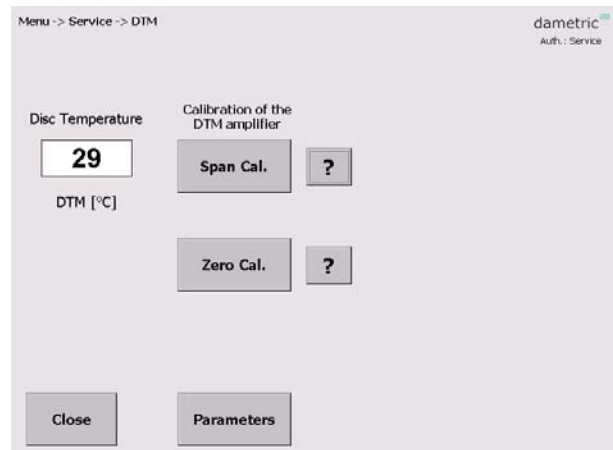 Menu -> Service -> DTM
dametric
Auth.: Service
Disc Temperature
Calibration of the
DTM amplifier
29
Span Cal.
?
DTM [°C]
Zero Cal.
?
Close
Parameters